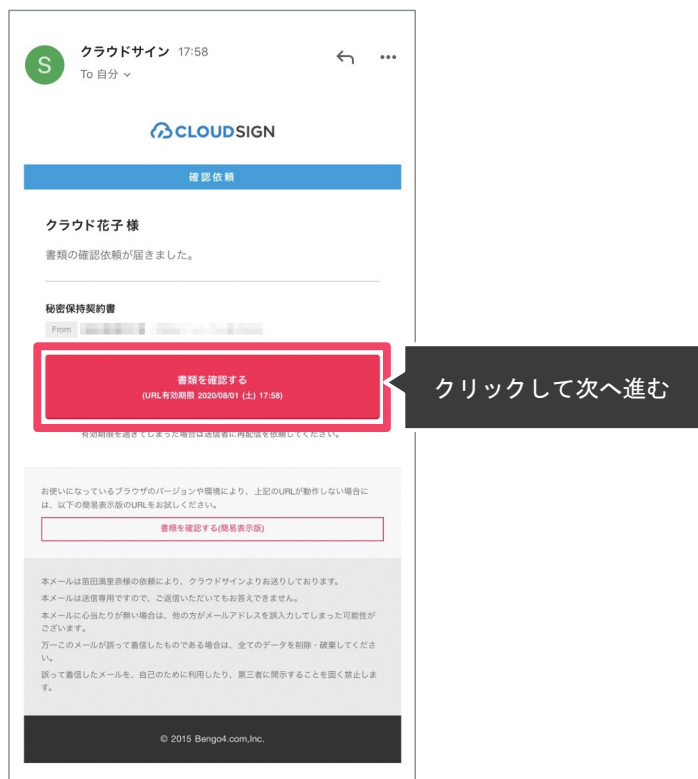 S
クラウドサイン 17:58
To 自分
CLOUDSIGN
確認依頼
クラウド花子 様
書類の確認依頼が届きました。
秘密保持契約書
From
書類を確認する
(URL有効期限 2020/08/01 (土) 17:58)
クリックして次へ進む
有効期限を過ぎてしまった場合は送信者に再配信を依頼してください。
お使いになっているブラウザのバージョンや環境により、上記のURLが動作しない場合に
は、以下の簡易表示版のURLをお試しください。
書類を確認する(簡易表示版)
本メールは笛田満里奈様の依頼により、クラウドサインよりお送りしております。
本メールは送信専用ですので、ご返信いただいてもお答えできません。
本メールに心当たりが無い場合は、他の方がメールアドレスを誤入力してしまった可能性が
ございます。
万一このメールが誤って着信したものである場合は、全てのデータを削除・破棄してくださ
い。
誤って着信したメールを、自己のために利用したり、第三者に開示することを固く禁止しま
す。
© 2015 Bengo4.com,Inc.